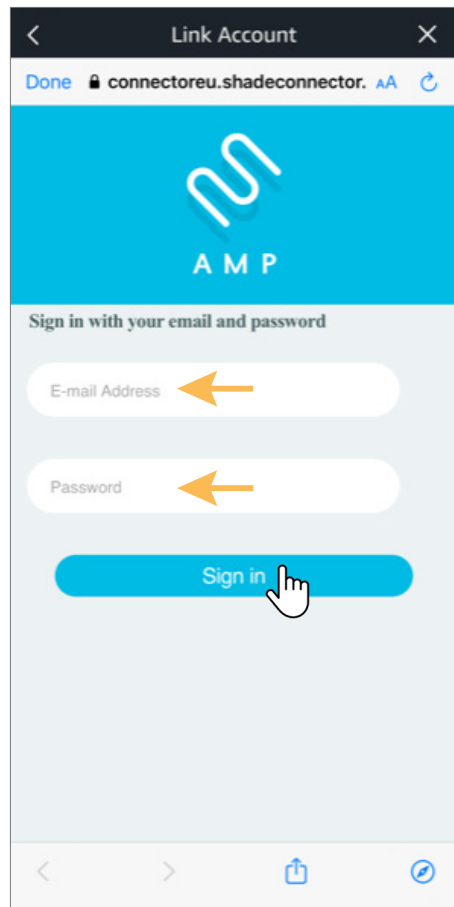 Link Account
Done connectoreu.shadeconnector. AA
AMP
Sign in with your email and password
E-mail Address
Password
Sign in